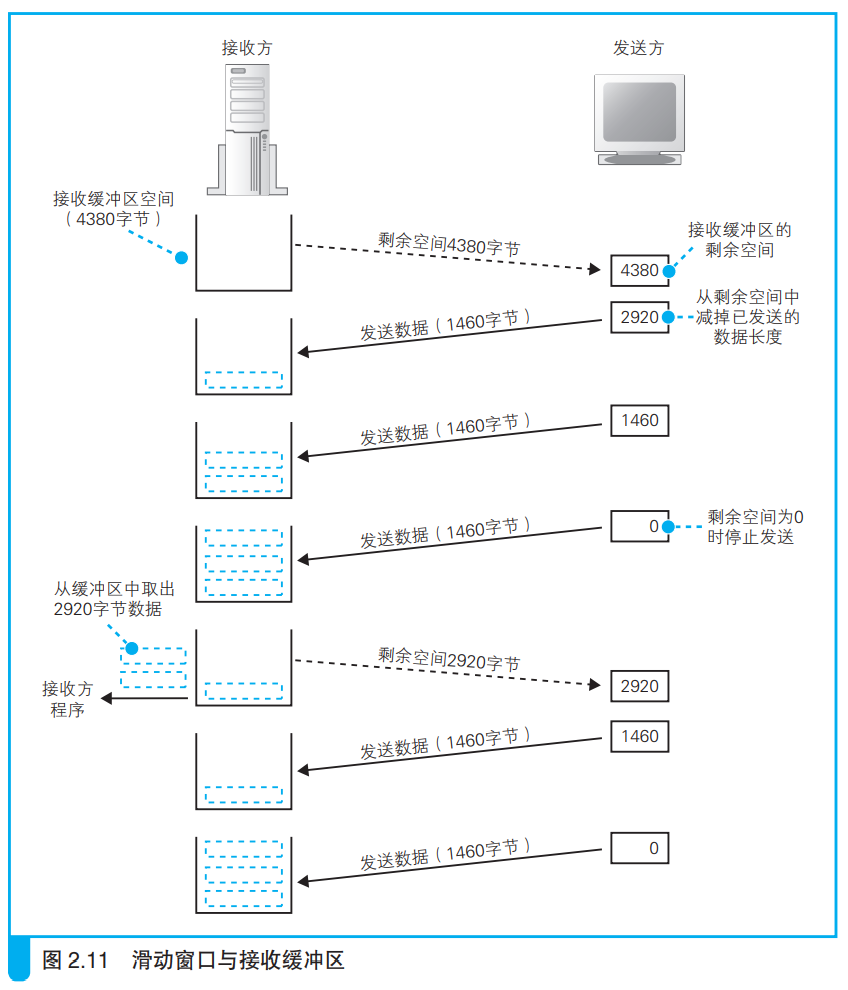 接收方
发送方
接收缓冲区空间
（4380字节）
剩余空间4380字节
接收缓冲区的
剩余空间
4380
从剩余空间中
减掉已发送的
数据长度
2920
发送数据（1460字节）
1460
发送数据（1460字节）
0
剩余空间为0
时停止发送
发送数据（1460字节）
从缓冲区中取出
2920字节数据
接收方
程序
剩余空间2920字节
2920
1460
发送数据（1460字节）
0
发送数据（1460字节）
图 2.11 滑动窗口与接收缓冲区